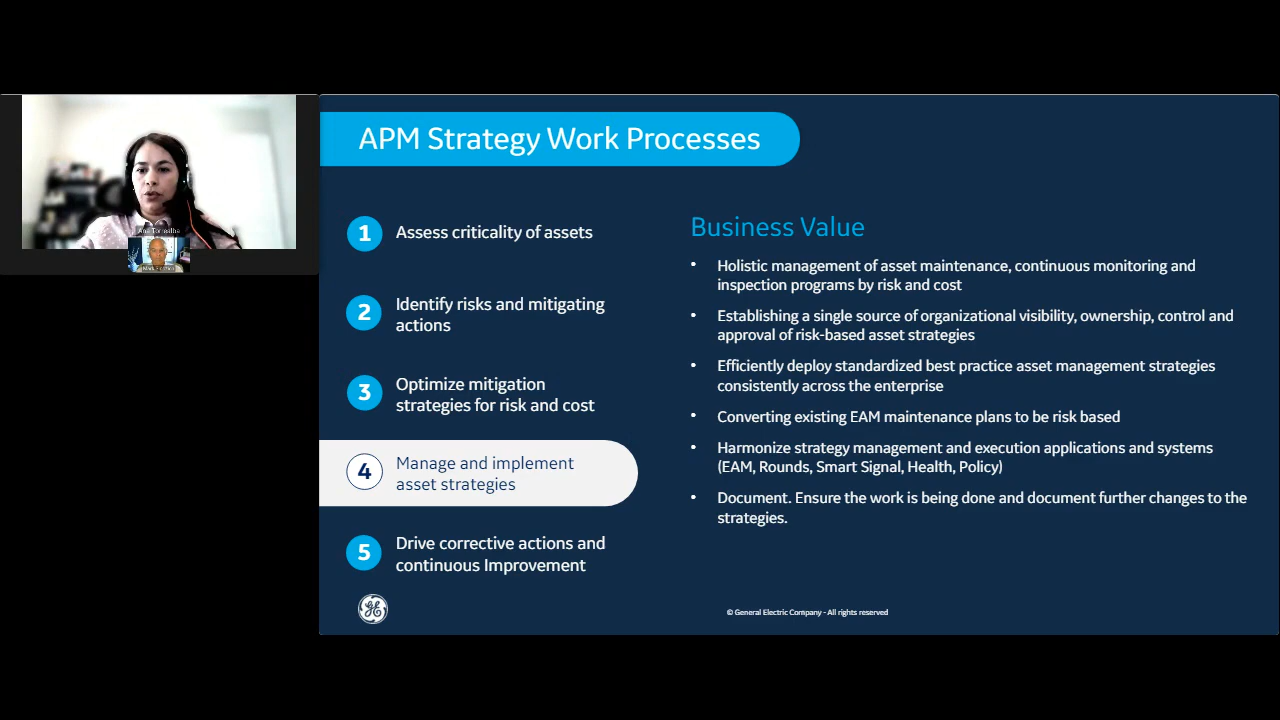 APM Strategy Work Processes
Ana Torrealba
1
Assess criticality of assets
2
Identify risks and mitigating
actions
3
Optimize mitigation
strategies for risk and cost
4
Manage and implement
asset strategies
5
Drive corrective actions and
continuous Improvement
Business Value
• Holistic management of asset maintenance, continuous monitoring and
inspection programs by risk and cost
• Establishing a single source of organizational visibility, ownership, control and
approval of risk-based asset strategies
• Efficiently deploy standardized best practice asset management strategies
consistently across the enterprise
• Converting existing EAM maintenance plans to be risk based
• Harmonize strategy management and execution applications and systems
(EAM, Rounds, Smart Signal, Health, Policy)
• Document. Ensure the work is being done and document further changes to the
strategies.
GE
© General Electric Company - All rights reserved